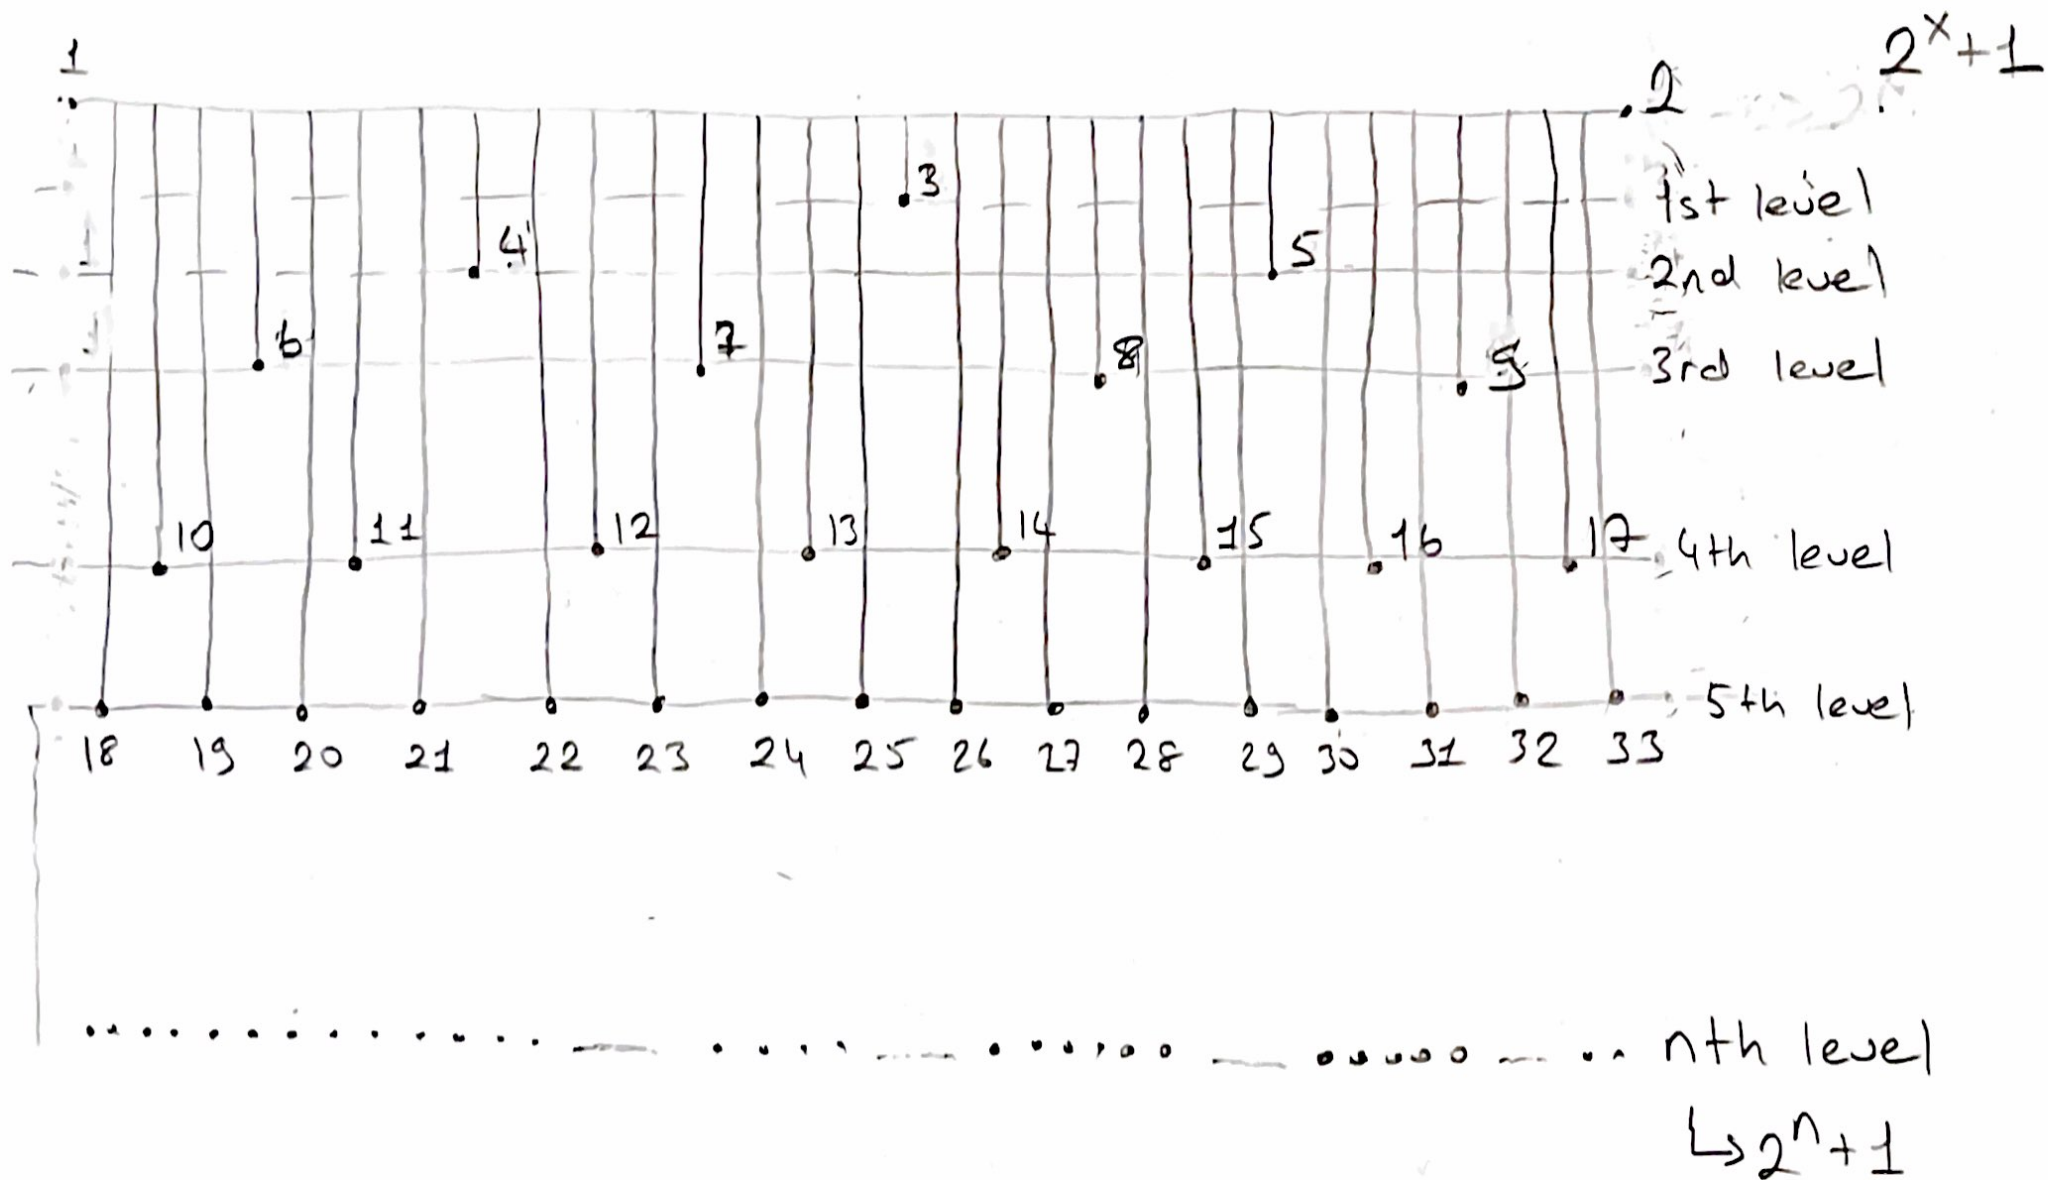 1
2
2^x+1
3
1st level
4
5
2nd level
6
7
8
9
3rd level
10 11 12 13 14 15 16 17
4th level
5th level
18 19 20 21 22 23 24 25 26 27 28 29 30 31 32 33
nth level
↳ 2^n+1